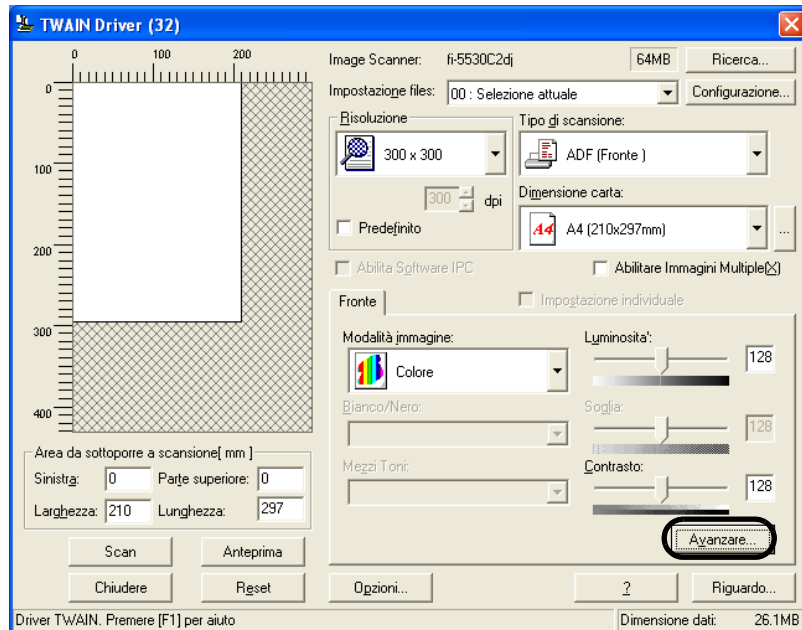 TWAIN Driver (32)
0 100 200
0
100
200
300
400
Image Scanner: fi-5530C2dj 64MB Ricerca...
Impostazione files: 00 : Selezione attuale Configurazione...
Risoluzione
300 x 300
300 dpi
Predefinito
Tipo di scansione:
ADF (Fronte )
Dimensione carta:
A4 A4 (210x297mm) ...
Abilita Software IPC Abilitare Immagini Multiple(X)
Fronte Impostazione individuale
Modalità immagine:
Colore
Bianco/Nero:
Mezzi Toni:
Luminosita':
128
Soglia:
128
Contrasto:
128
Avanzare...
Area da sottoporre a scansione[ mm ]
Sinistra: 0 Parte superiore: 0
Larghezza: 210 Lunghezza: 297
Scan Anteprima
Chiudere Reset Opzioni... ? Riguardo...
Driver TWAIN. Premere [F1] per aiuto Dimensione dati: 26.1MB